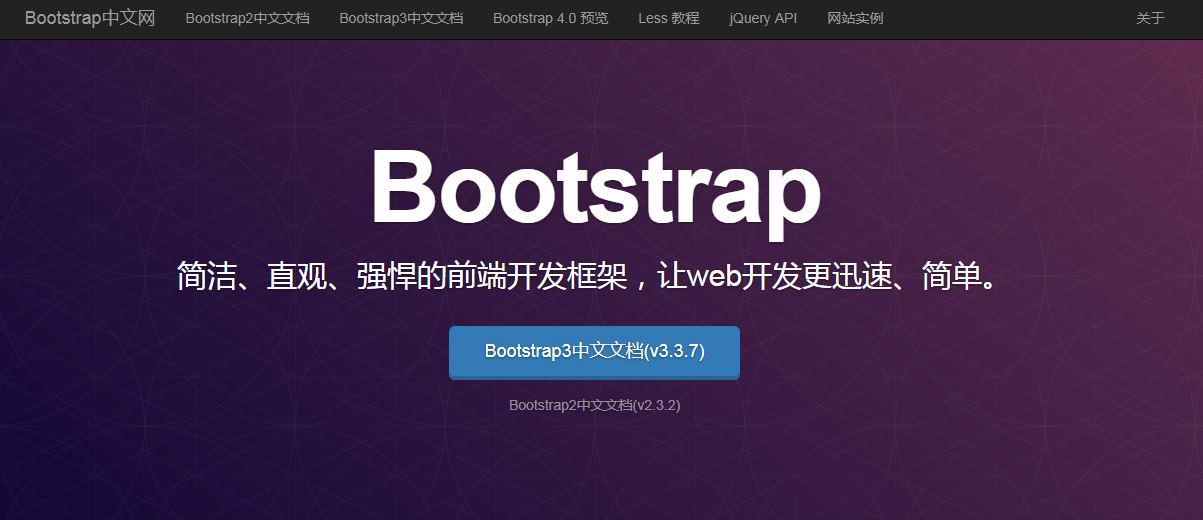 Bootstrap中文网 Bootstrap2中文文档 Bootstrap3中文文档 Bootstrap 4.0 预览 Less 教程 jQuery API 网站实例 关于
Bootstrap
简洁、直观、强悍的前端开发框架，让web开发更迅速、简单。
Bootstrap3中文文档(v3.3.7)
Bootstrap2中文文档(v2.3.2)